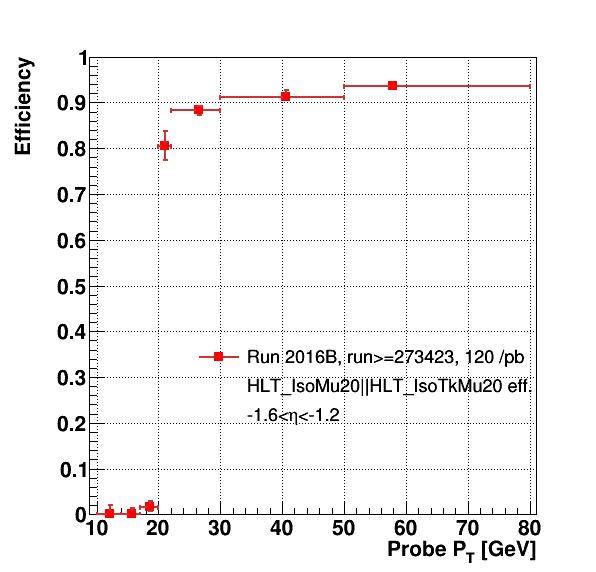 Efficiency
1
0.9
0.8
0.7
0.6
0.5
0.4
0.3
0.2
0.1
0
Run 2016B, run>=273423, 120 /pb
HLT_IsoMu20||HLT_IsoTkMu20 eff.
-1.6<η<-1.2
10 20 30 40 50 60 70 80
Probe P_T [GeV]